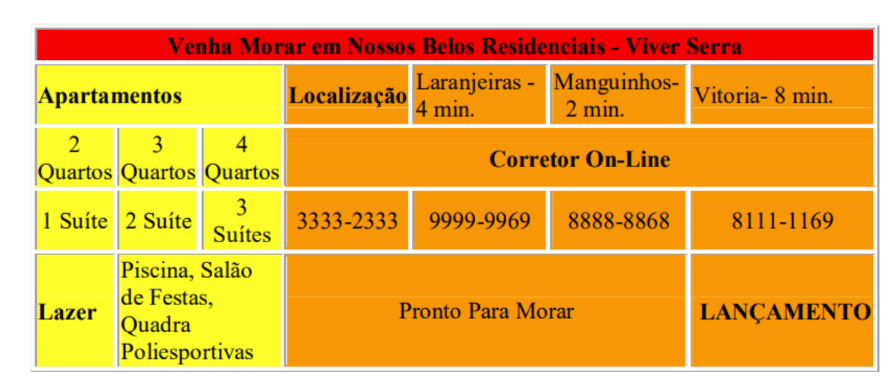 Venha Morar em Nossos Belos Residenciais - Viver Serra
Apartamentos
Localização
Laranjeiras -
4 min.
Manguinhos-
2 min.
Vitoria- 8 min.
2
Quartos
3
Quartos
4
Quartos
Corretor On-Line
1 Suíte
2 Suíte
3
Suítes
3333-2333
9999-9969
8888-8868
8111-1169
Lazer
Piscina, Salão
de Festas,
Quadra
Poliesportivas
Pronto Para Morar
LANÇAMENTO